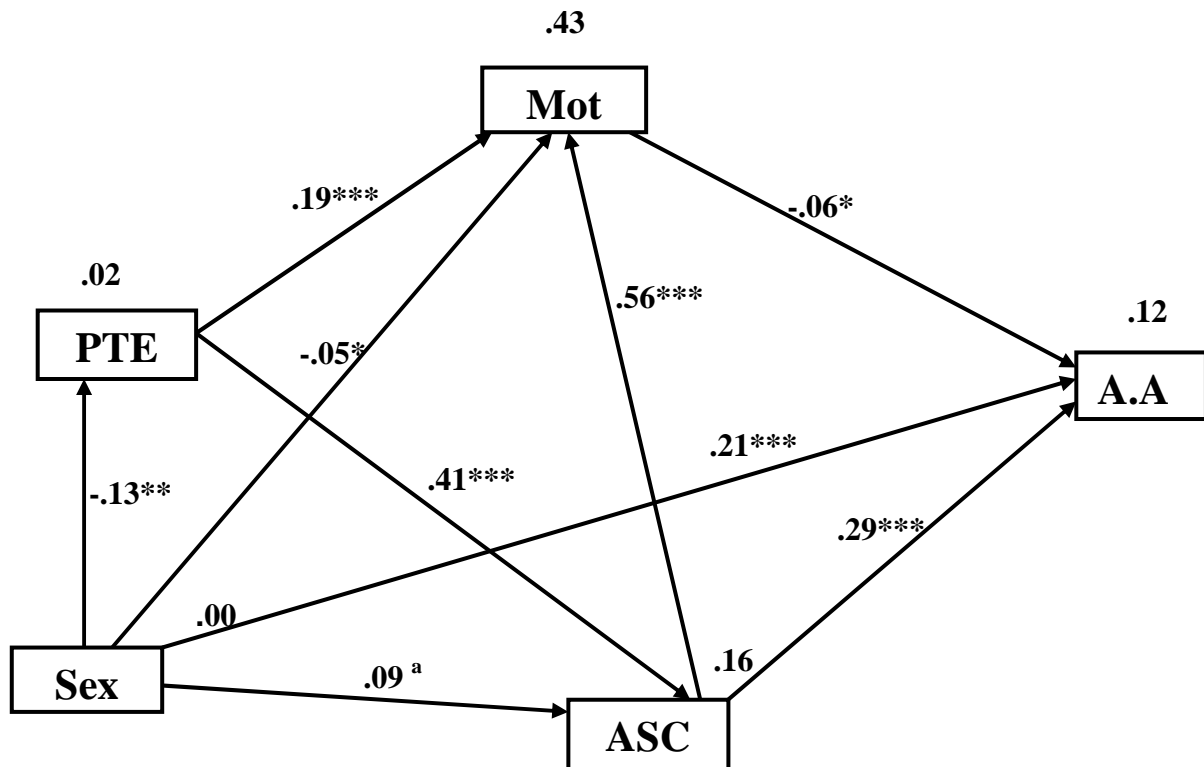 .43
Mot
.19***
-.06*
.02
.56***
.12
PTE
-.05*
A.A
.21***
-.13**
.41***
.29***
.00
.16
Sex
.09 a
ASC